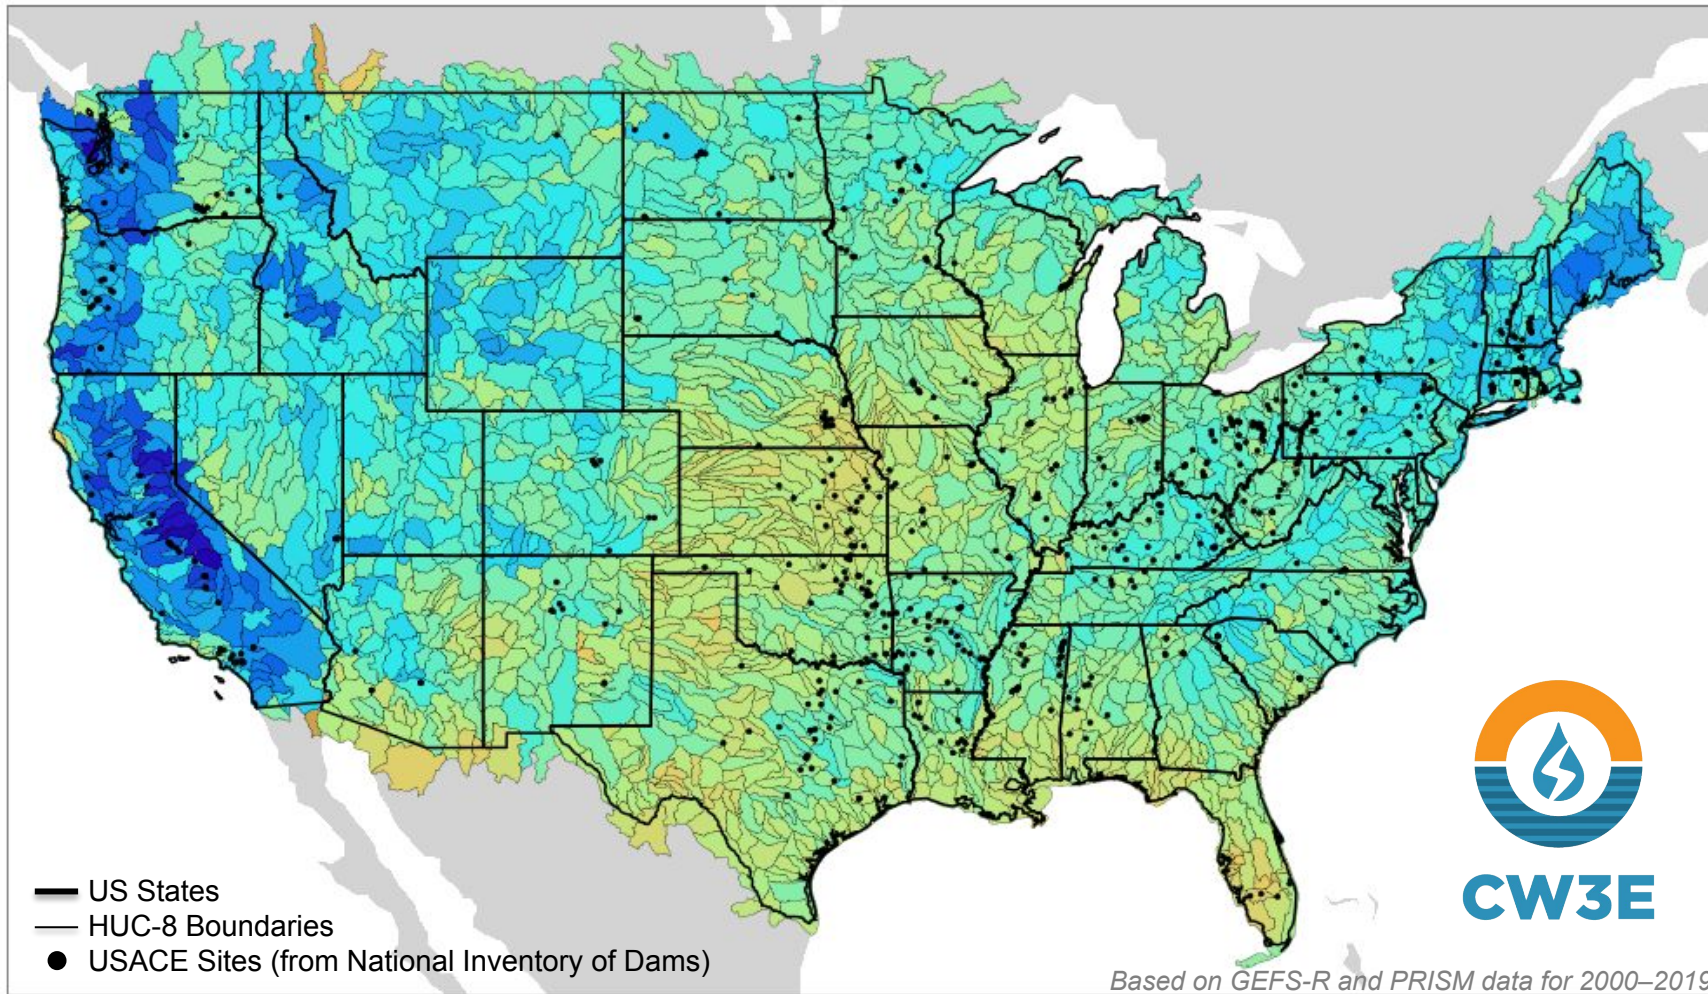 US States
HUC-8 Boundaries
USACE Sites (from National Inventory of Dams)
CW3E
Based on GEFS-R and PRISM data for 2000–2019